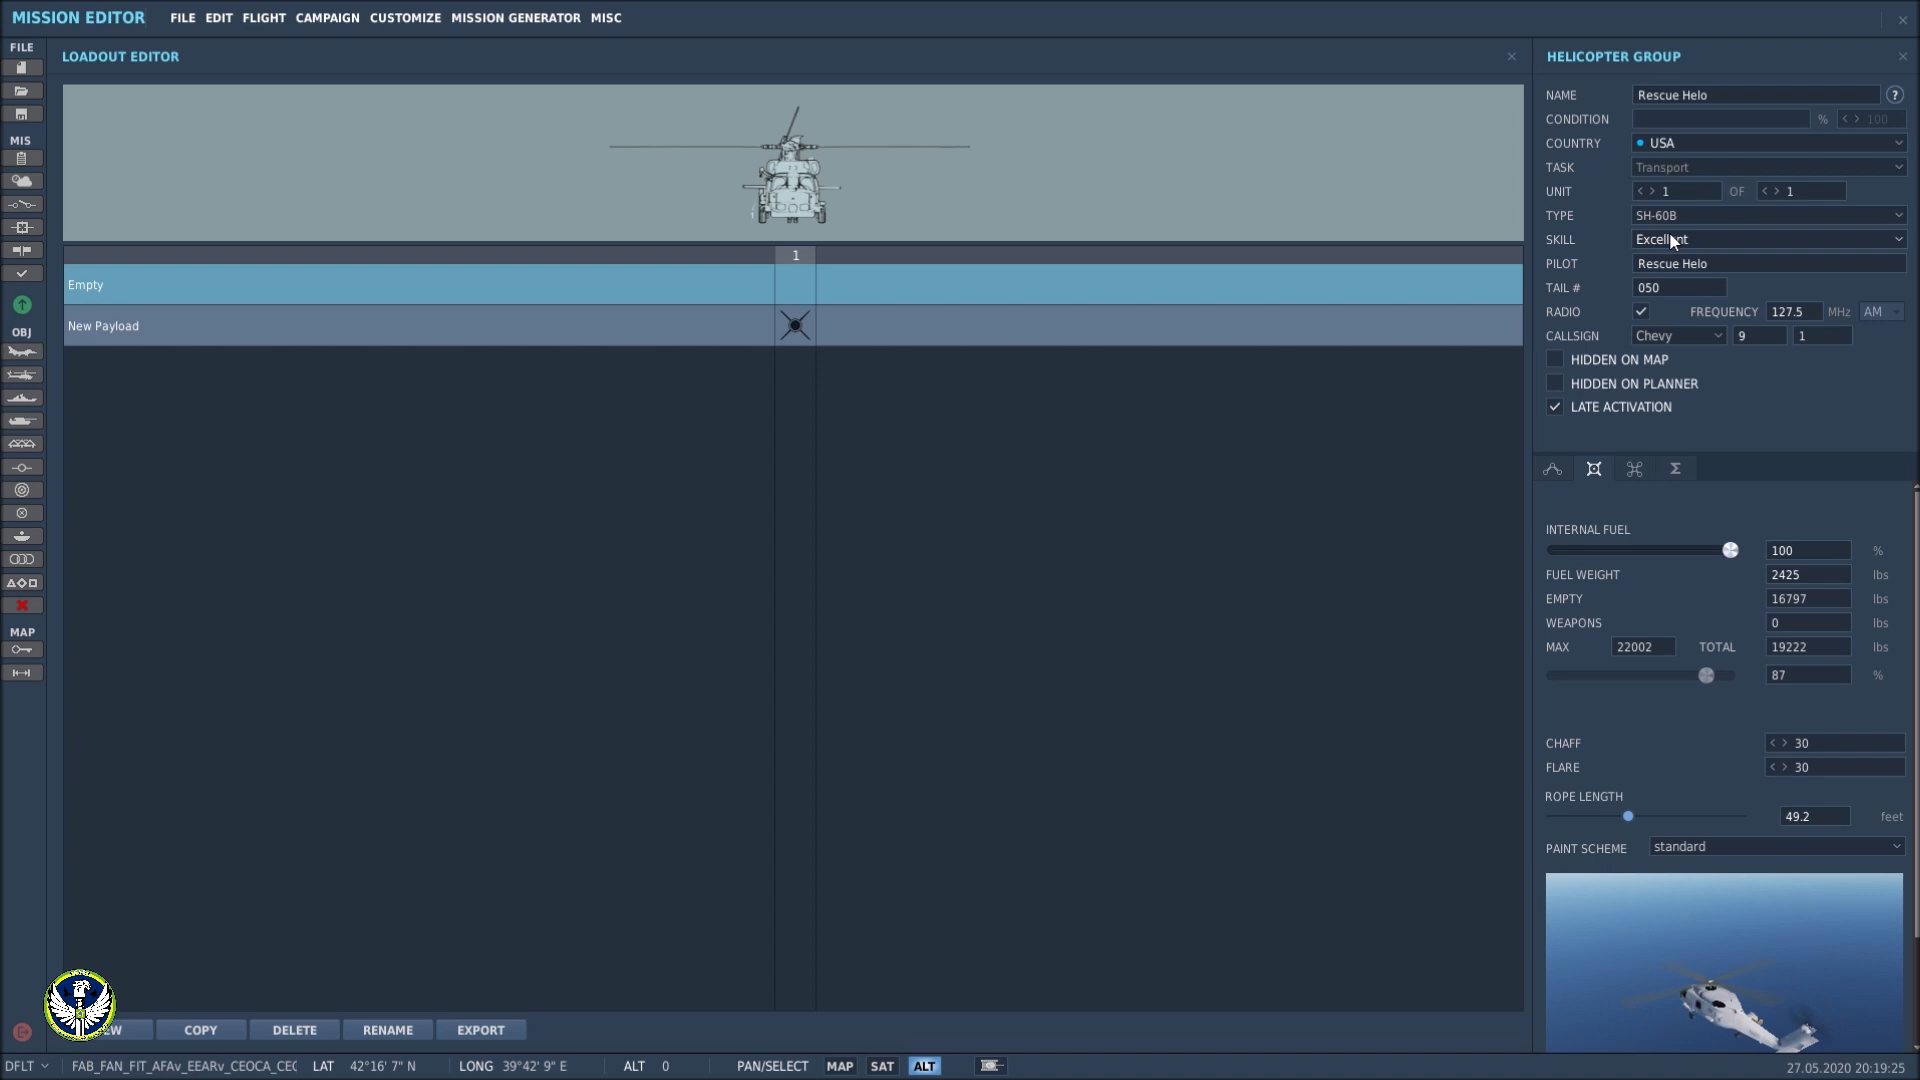 MISSION EDITOR FILE EDIT FLIGHT CAMPAIGN CUSTOMIZE MISSION GENERATOR MISC
FILE
MIS
OBJ
MAP
LOADOUT EDITOR
1
Empty
New Payload
COPY DELETE RENAME EXPORT
HELICOPTER GROUP
NAME Rescue Helo ?
CONDITION % < > 100
COUNTRY USA
TASK Transport
UNIT < > 1 OF < > 1
TYPE SH-60B
SKILL Excellent
PILOT Rescue Helo
TAIL # 050
RADIO FREQUENCY 127.5 MHz AM
CALLSIGN Chevy 9 1
HIDDEN ON MAP
HIDDEN ON PLANNER
LATE ACTIVATION
Σ
INTERNAL FUEL
100 %
FUEL WEIGHT 2425 lbs
EMPTY 16797 lbs
WEAPONS 0 lbs
MAX 22002 TOTAL 19222 lbs
87 %
CHAFF < > 30
FLARE < > 30
ROPE LENGTH
49.2 feet
PAINT SCHEME standard
DFLT FAB_FAN_FIT_AFAv_EEARv_CEOCA_CEC LAT 42°16' 7" N LONG 39°42' 9" E ALT 0 PAN/SELECT MAP SAT ALT 27.05.2020 20:19:25